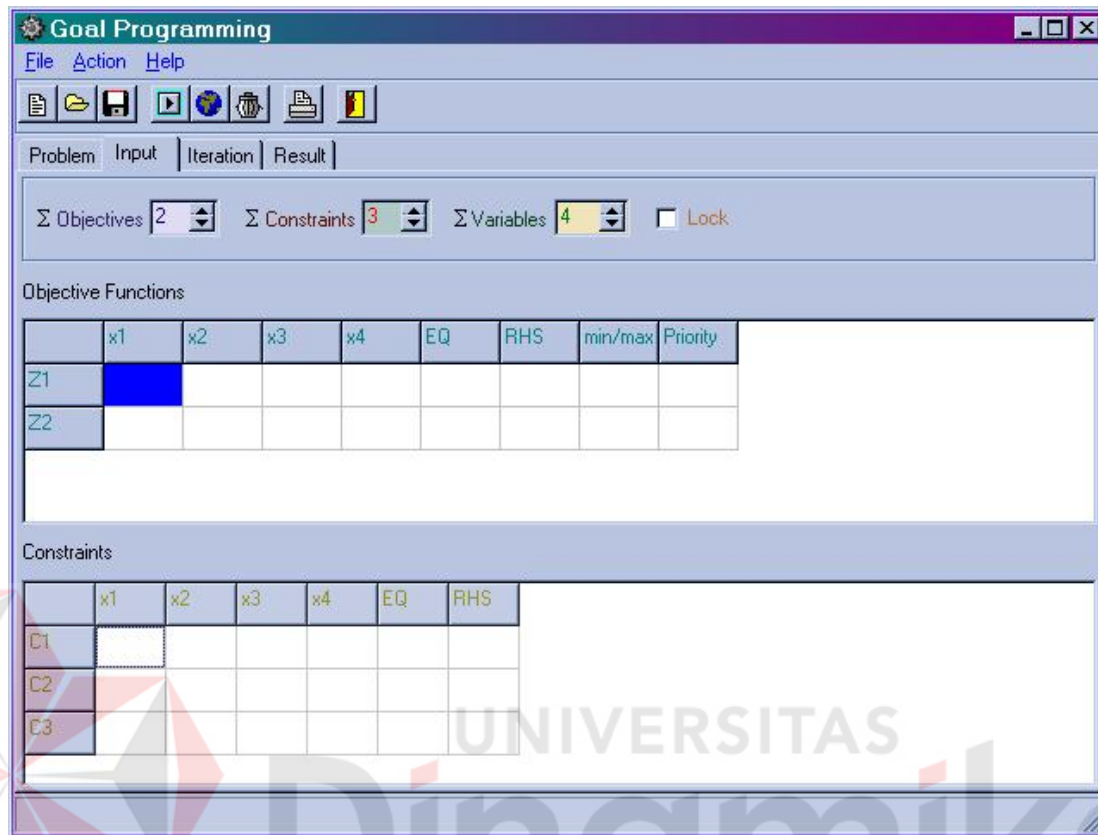 Goal Programming
File Action Help
Problem Input Iteration Result
Σ Objectives 2 Σ Constraints 3 Σ Variables 4 Lock
Objective Functions
x1 x2 x3 x4 EQ RHS min/max Priority
Z1
Z2
Constraints
x1 x2 x3 x4 EQ RHS
C1
C2
C3
UNIVERSITAS
Dinamik